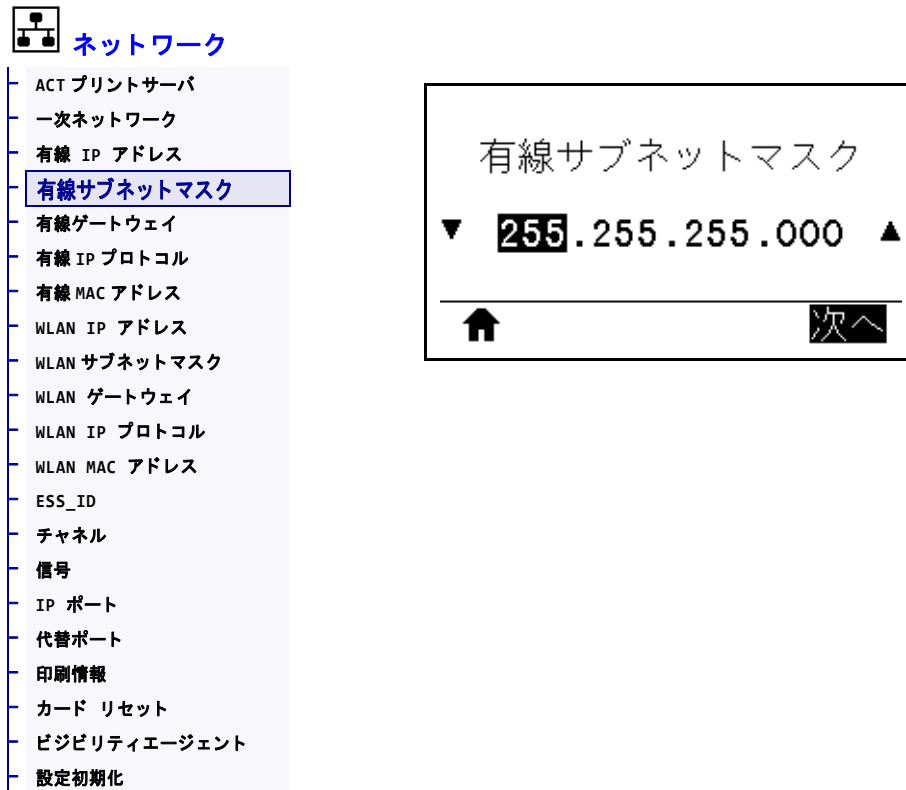 ネットワーク
ACT プリントサーバ
一次ネットワーク
有線 IP アドレス
有線サブネットマスク
有線ゲートウェイ
有線 IP プロトコル
有線 MAC アドレス
WLAN IP アドレス
WLAN サブネットマスク
WLAN ゲートウェイ
WLAN IP プロトコル
WLAN MAC アドレス
ESS_ID
チャネル
信号
IP ポート
代替ポート
印刷情報
カード リセット
ビジビリティエージェント
設定初期化
有線サブネットマスク
▼ 255.255.255.000 ▲
次へ